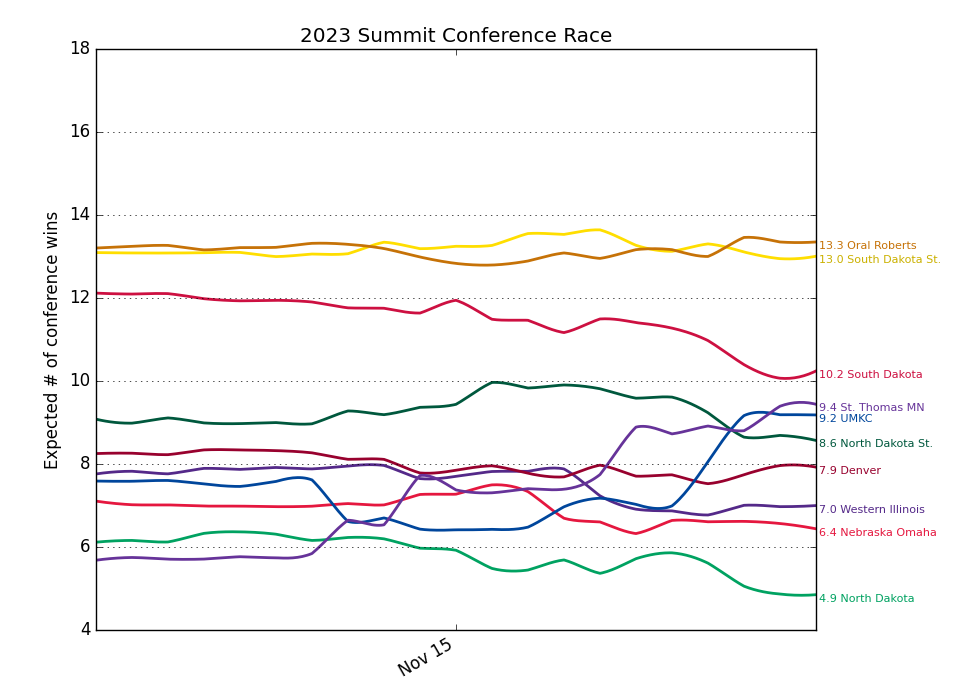 2023 Summit Conference Race
Expected # of conference wins
18
16
14
12
10
8
6
4
Nov 15
13.3 Oral Roberts
13.0 South Dakota St.
10.2 South Dakota
9.4 St. Thomas MN
9.2 UMKC
8.6 North Dakota St.
7.9 Denver
7.0 Western Illinois
6.4 Nebraska Omaha
4.9 North Dakota